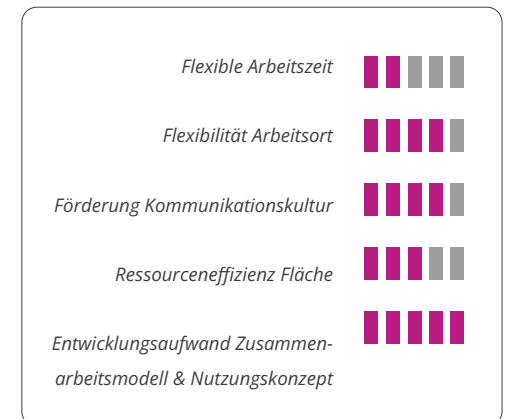 Flexible Arbeitszeit
Flexibilität Arbeitsort
Förderung Kommunikationskultur
Ressourceneffizienz Fläche
Entwicklungsaufwand Zusammen-
arbeitsmodell & Nutzungskonzept